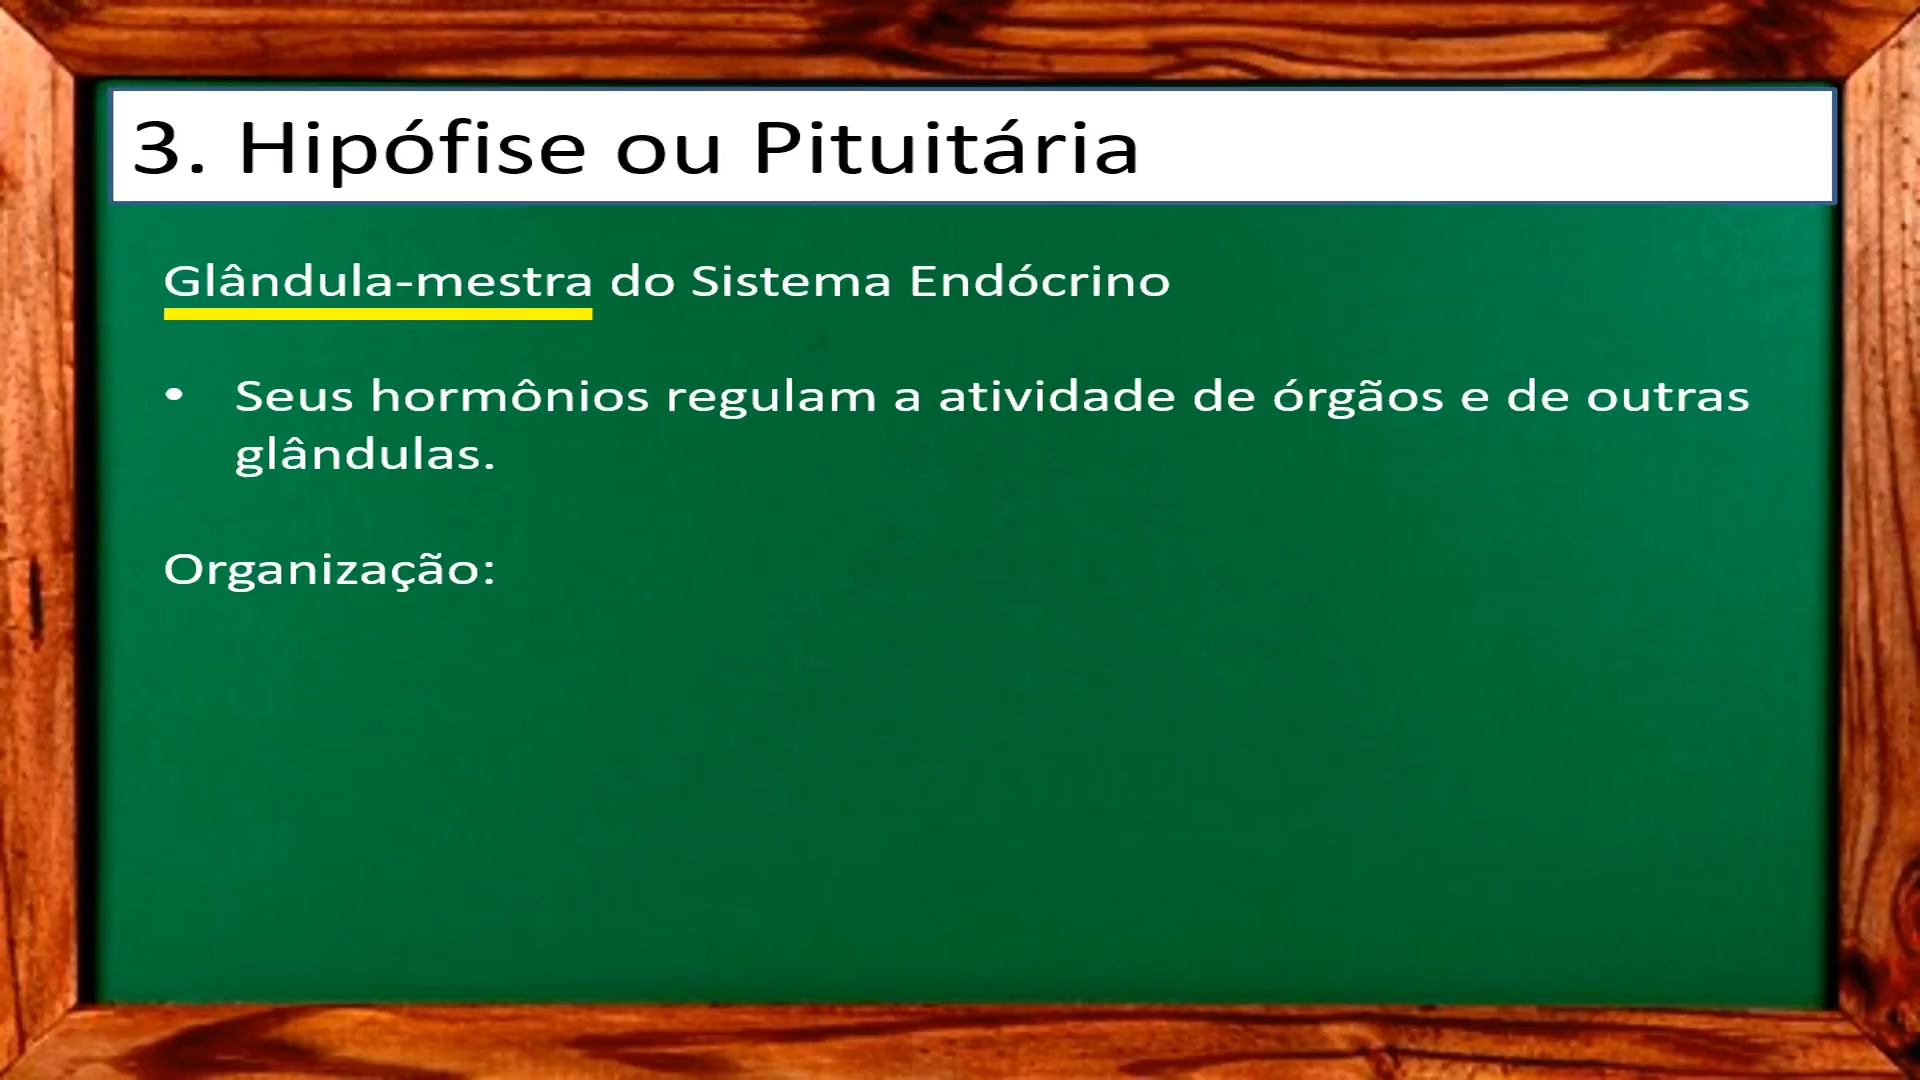 3. Hipófise ou Pituitária
Glândula-mestra do Sistema Endócrino
• Seus hormônios regulam a atividade de órgãos e de outras
glândulas.
Organização: